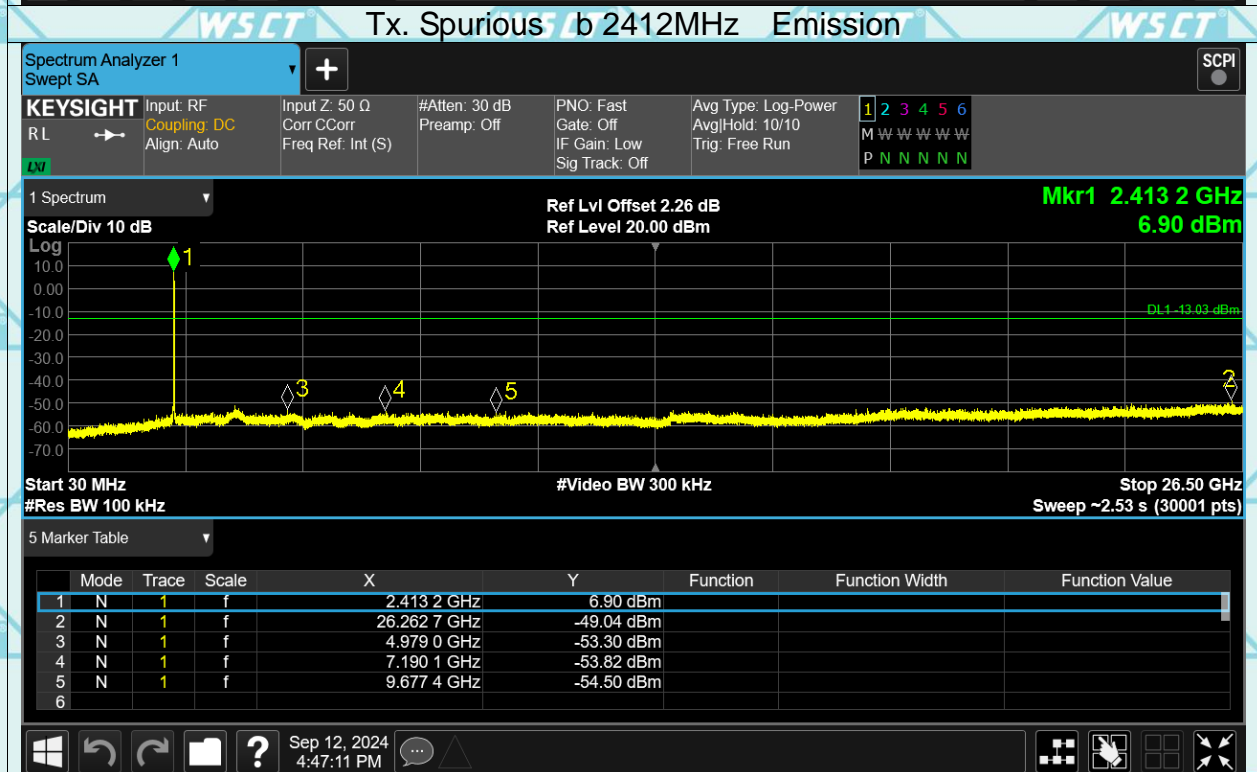 WSCT® WSCT® WSCT®
Tx. Spurious b 2412MHz Emission
Spectrum Analyzer 1
Swept SA
+
SCPI
KEYSIGHT
RL
LXI
Input: RF
Coupling: DC
Align: Auto
Input Z: 50 Ω
Corr CCorr
Freq Ref: Int (S)
#Atten: 30 dB
Preamp: Off
PNO: Fast
Gate: Off
IF Gain: Low
Sig Track: Off
Avg Type: Log-Power
Avg|Hold: 10/10
Trig: Free Run
1 2 3 4 5 6
M W W W W W
P N N N N N
1 Spectrum
Scale/Div 10 dB
Ref Lvl Offset 2.26 dB
Ref Level 20.00 dBm
Mkr1 2.413 2 GHz
6.90 dBm
Log
10.0
0.00
-10.0
-20.0
-30.0
-40.0
-50.0
-60.0
-70.0
1
DL1 -13.03 dBm
3
4
5
2
Start 30 MHz
#Res BW 100 kHz
#Video BW 300 kHz
Stop 26.50 GHz
Sweep ~2.53 s (30001 pts)
5 Marker Table
Mode Trace Scale X Y Function Function Width Function Value
1 N 1 f 2.413 2 GHz 6.90 dBm
2 N 1 f 26.262 7 GHz -49.04 dBm
3 N 1 f 4.979 0 GHz -53.30 dBm
4 N 1 f 7.190 1 GHz -53.82 dBm
5 N 1 f 9.677 4 GHz -54.50 dBm
6
?
Sep 12, 2024
4:47:11 PM